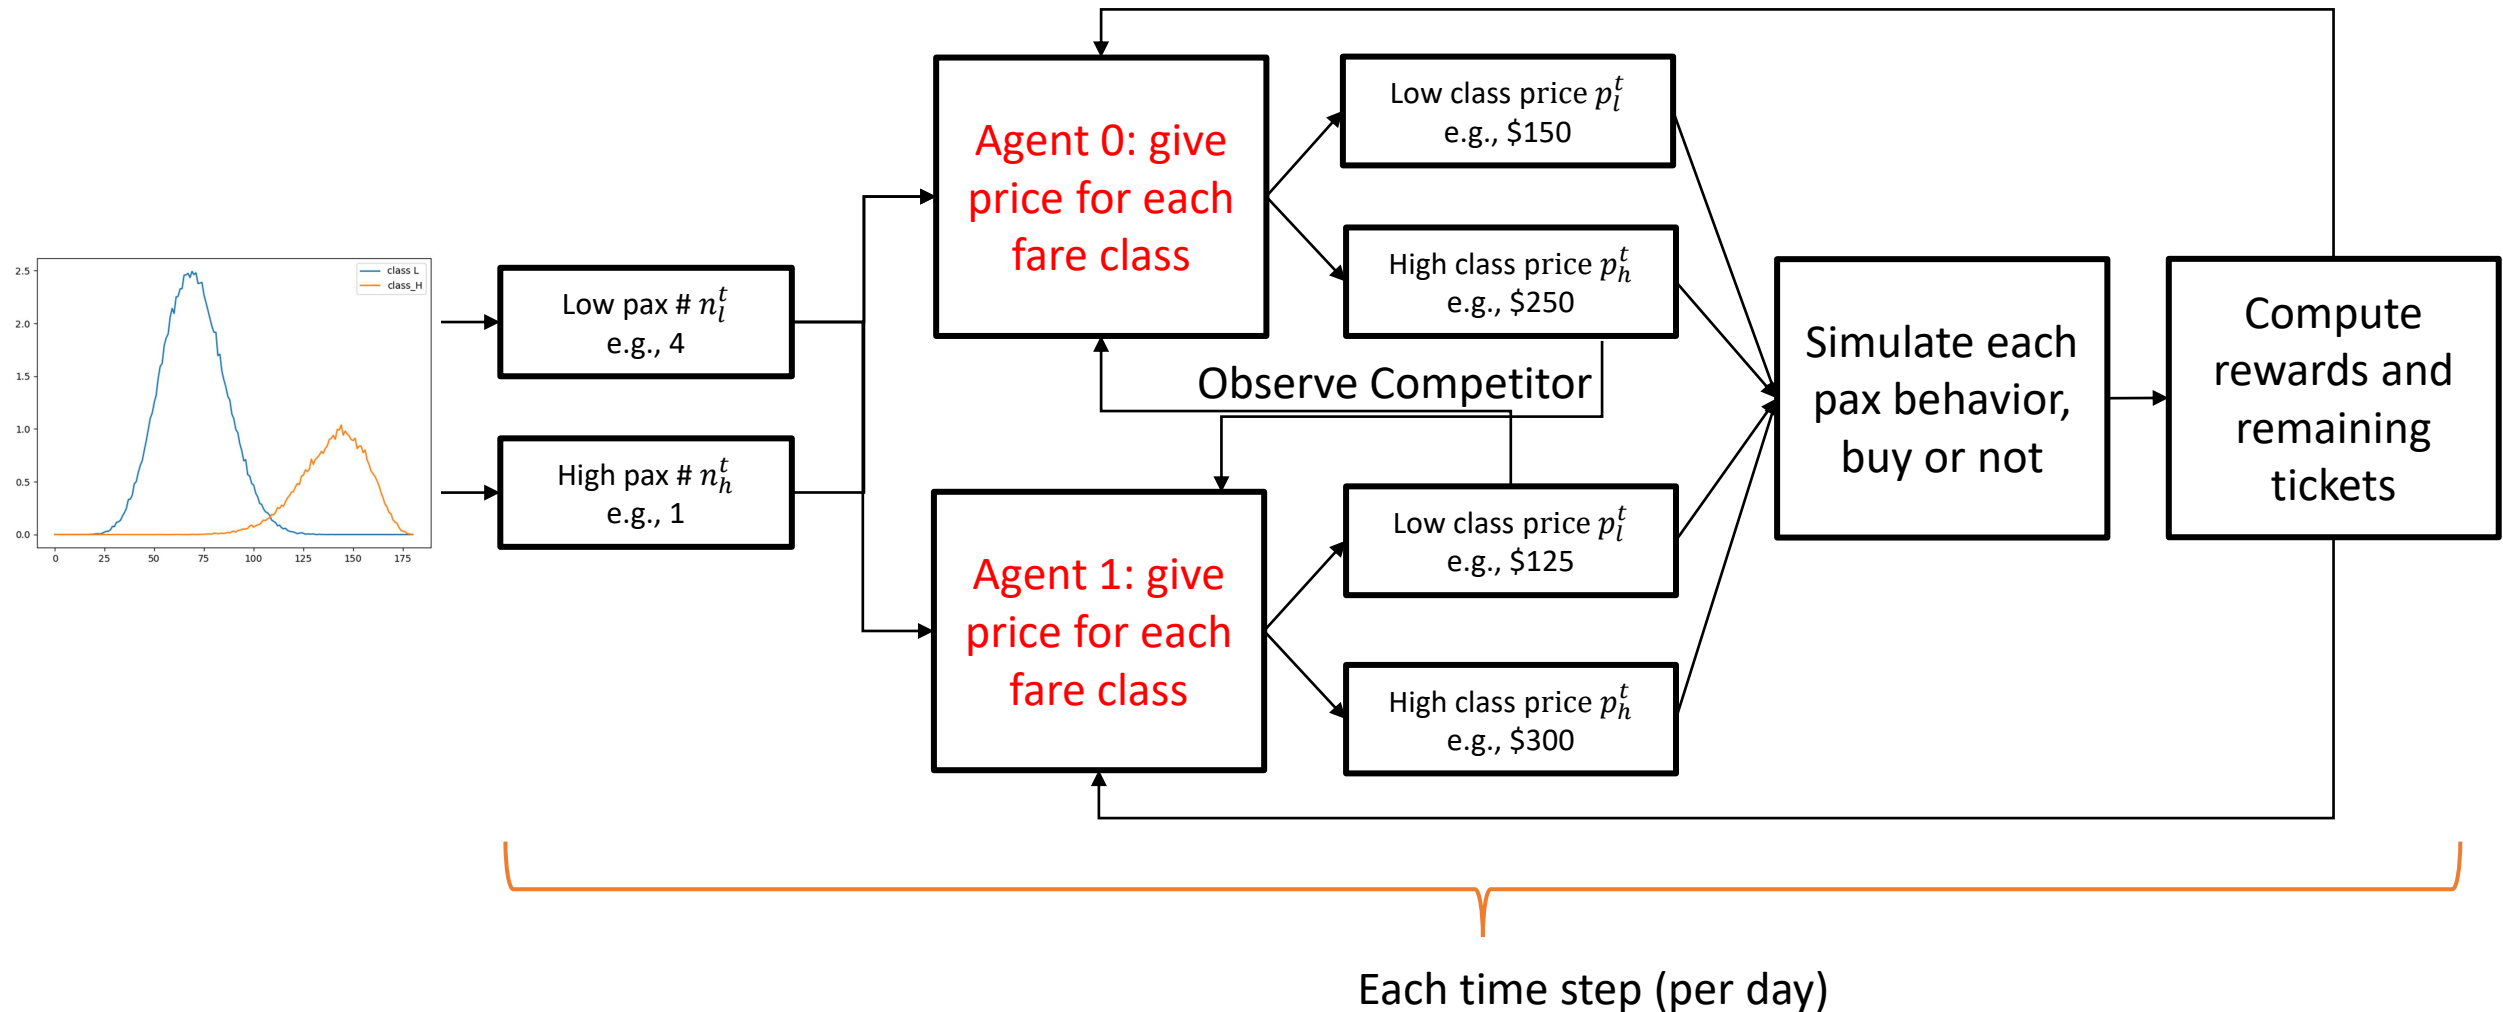 2.5
2.0
1.5
1.0
0.5
0.0
0
25
50
75
100
125
150
175
class L
class_H
Low pax # $n_l^t$
e.g., 4
High pax # $n_h^t$
e.g., 1
Agent 0: give
price for each
fare class
Agent 1: give
price for each
fare class
Low class price $p_l^t$
e.g., $150
High class price $p_h^t$
e.g., $250
Observe Competitor
Low class price $p_l^t$
e.g., $125
High class price $p_h^t$
e.g., $300
Simulate each
pax behavior,
buy or not
Compute
rewards and
remaining
tickets
Each time step (per day)